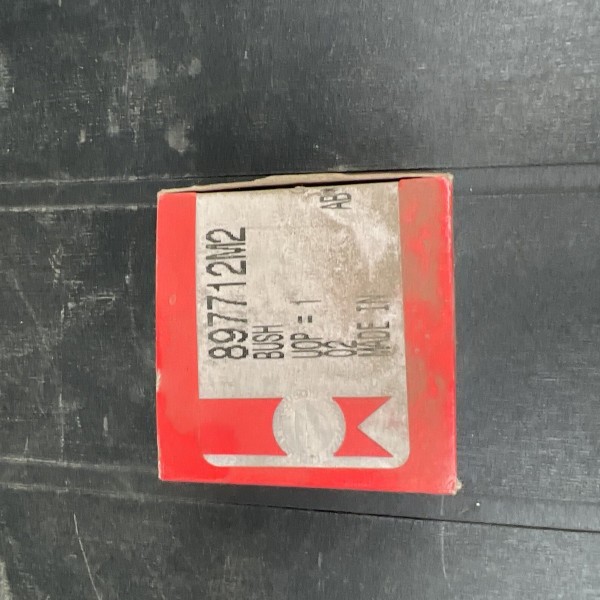 897712M2
BUSH
UOP = 1
02
MADE IN